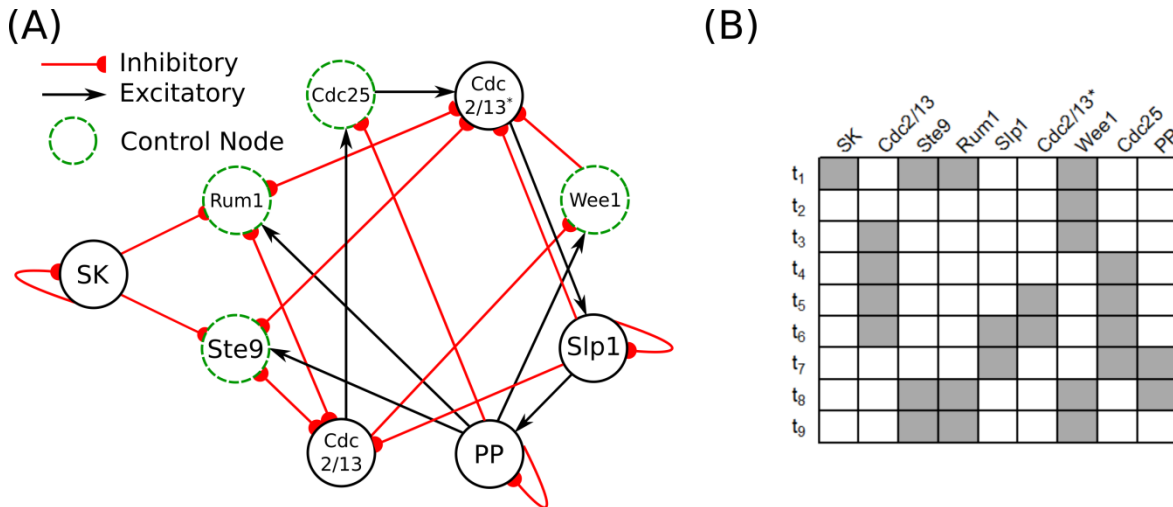 (A)
Inhibitory
Excitatory
Control Node
Cdc25
Cdc
2/13*
Rum1
Wee1
SK
Ste9
Slp1
Cdc
2/13
PP
(B)
SK
Cdc2/13
Ste9
Rum1
Slp1
Cdc2/13*
Wee1
Cdc25
PP
t₁
t₂
t₃
t₄
t₅
t₆
t₇
t₈
t₉